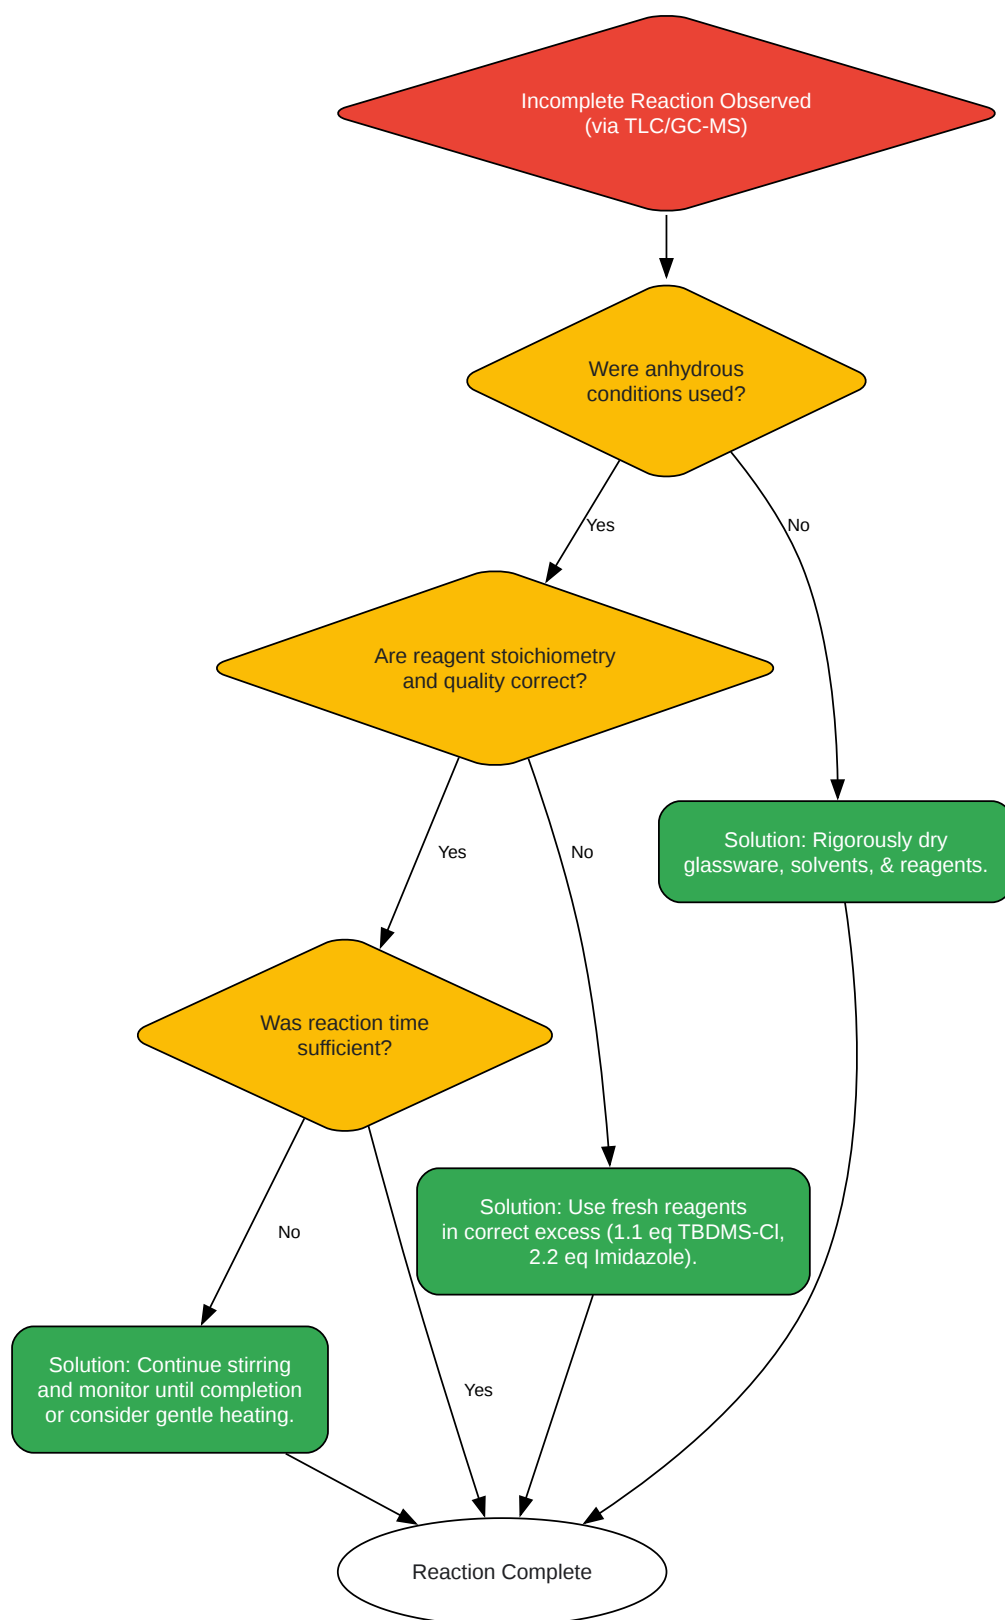 Incomplete Reaction Observed
(via TLC/GC-MS)
Were anhydrous
conditions used?
Yes
No
Are reagent stoichiometry
and quality correct?
Solution: Rigorously dry
glassware, solvents, & reagents.
Yes
No
Was reaction time
sufficient?
Solution: Use fresh reagents
in correct excess (1.1 eq TBDMS-Cl,
2.2 eq Imidazole).
No
Solution: Continue stirring
and monitor until completion
or consider gentle heating.
Yes
Reaction Complete